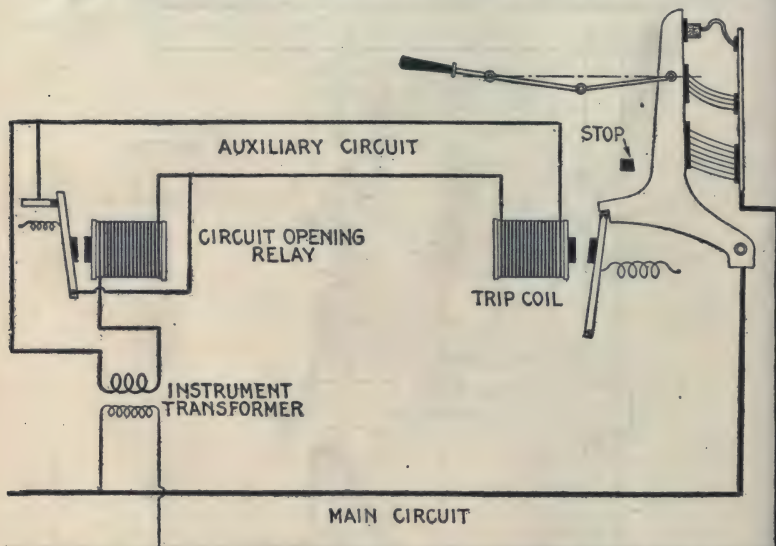 AUXILIARY CIRCUIT
STOP
CIRCUIT OPENING
RELAY
TRIP COIL
INSTRUMENT
TRANSFORMER
MAIN CIRCUIT